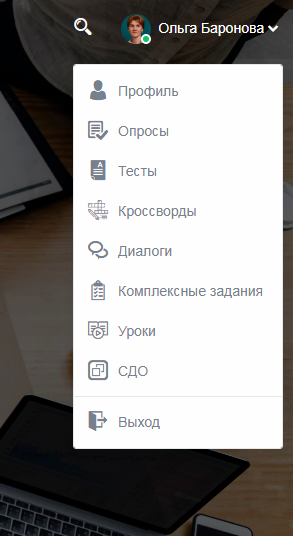 Ольга Баронова
Профиль
Опросы
Тесты
Кроссворды
Диалоги
Комплексные задания
Уроки
СДО
Выход